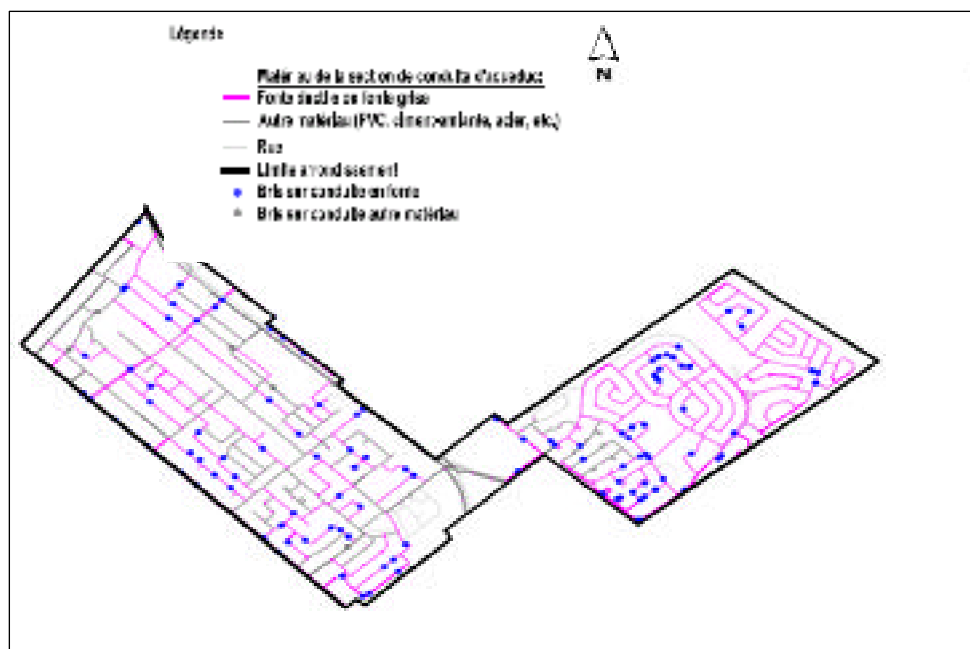 Légende
N
Matériau de la section de conduite d'aqueduc
Fonte ductile ou fonte grise
Autre matériau (PVC, ciment-amiante, acier, etc.)
Rue
Limite arrondissement
Bris sur conduite en fonte
Bris sur conduite autre matériau